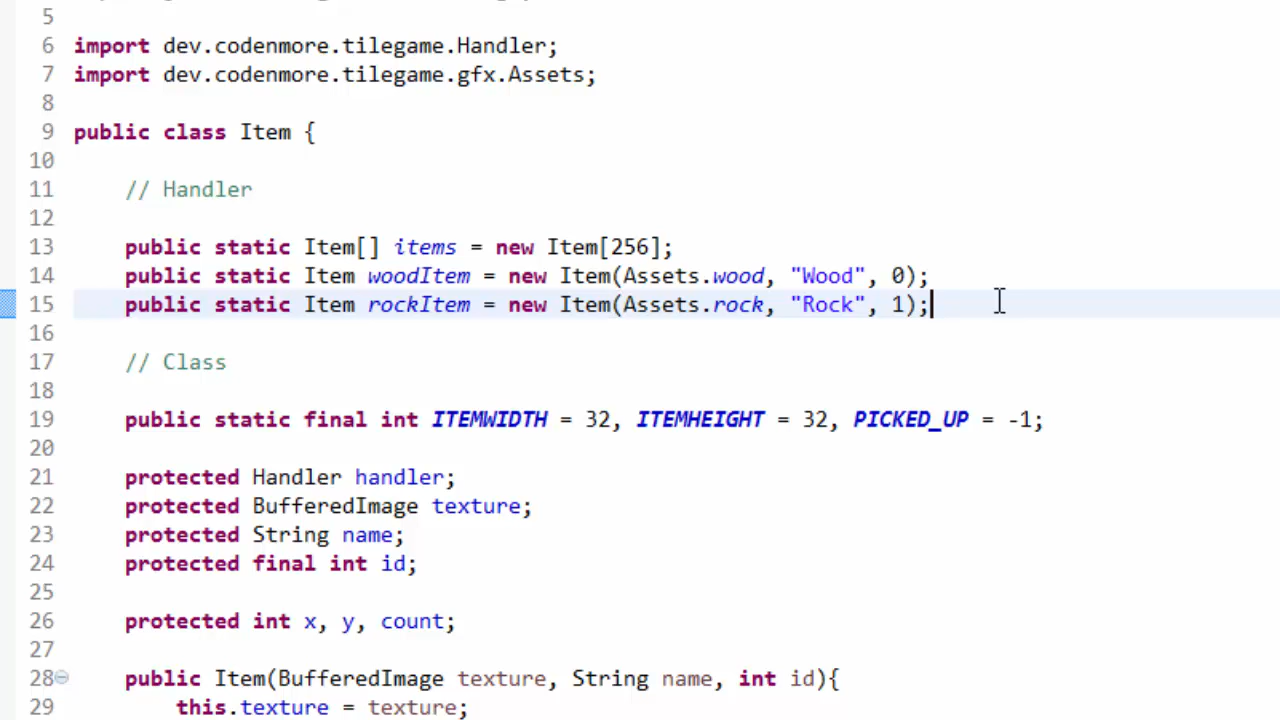 5
6 import dev.codenmore.tilegame.Handler;
7 import dev.codenmore.tilegame.gfx.Assets;
8
9 public class Item {
10
11 // Handler
12
13 public static Item[] items = new Item[256];
14 public static Item woodItem = new Item(Assets.wood, "Wood", 0);
15 public static Item rockItem = new Item(Assets.rock, "Rock", 1);
16
17 // Class
18
19 public static final int ITEMWIDTH = 32, ITEMHEIGHT = 32, PICKED_UP = -1;
20
21 protected Handler handler;
22 protected BufferedImage texture;
23 protected String name;
24 protected final int id;
25
26 protected int x, y, count;
27
28 public Item(BufferedImage texture, String name, int id){
29 this.texture = texture;